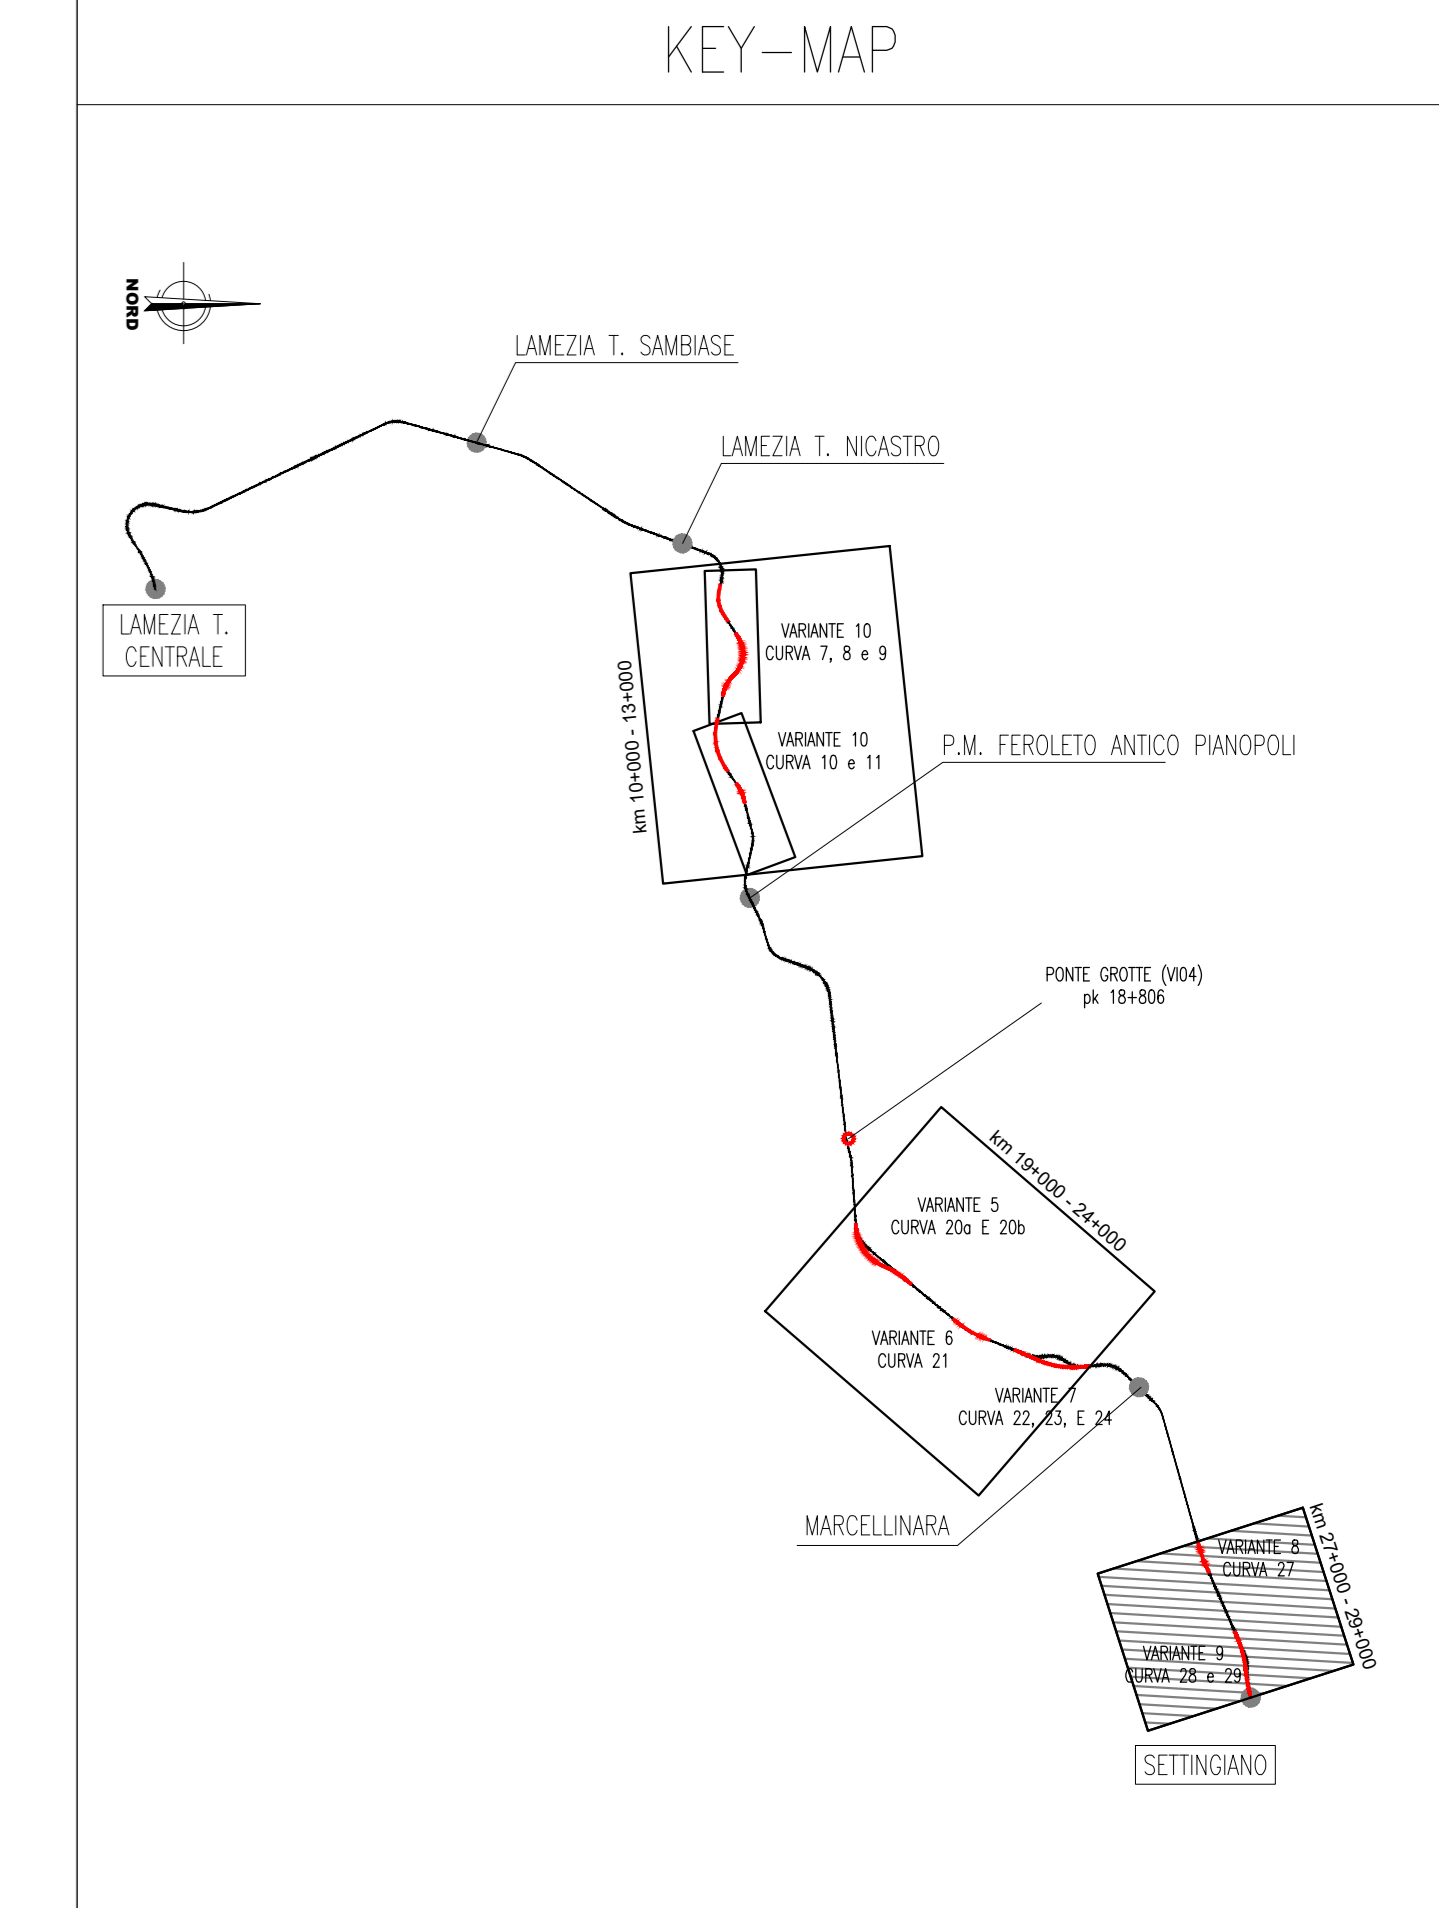 KEY-MAP
NORD
LAMEZIA T. SAMBIASE
LAMEZIA T. NICASTRO
LAMEZIA T.
CENTRALE
km 10+000 - 13+000
VARIANTE 10
CURVA 7, 8 e 9
VARIANTE 10
CURVA 10 e 11
P.M. FEROLETO ANTICO PIANOPOLI
PONTE GROTTE (VI04)
pk 18+806
km 19+000 - 24+000
VARIANTE 5
CURVA 20a E 20b
VARIANTE 6
CURVA 21
VARIANTE 7
CURVA 22, 23, E 24
MARCELLINARA
km 27+000 - 29+000
VARIANTE 8
CURVA 27
VARIANTE 9
CURVA 28 e 29
SETTINGIANO